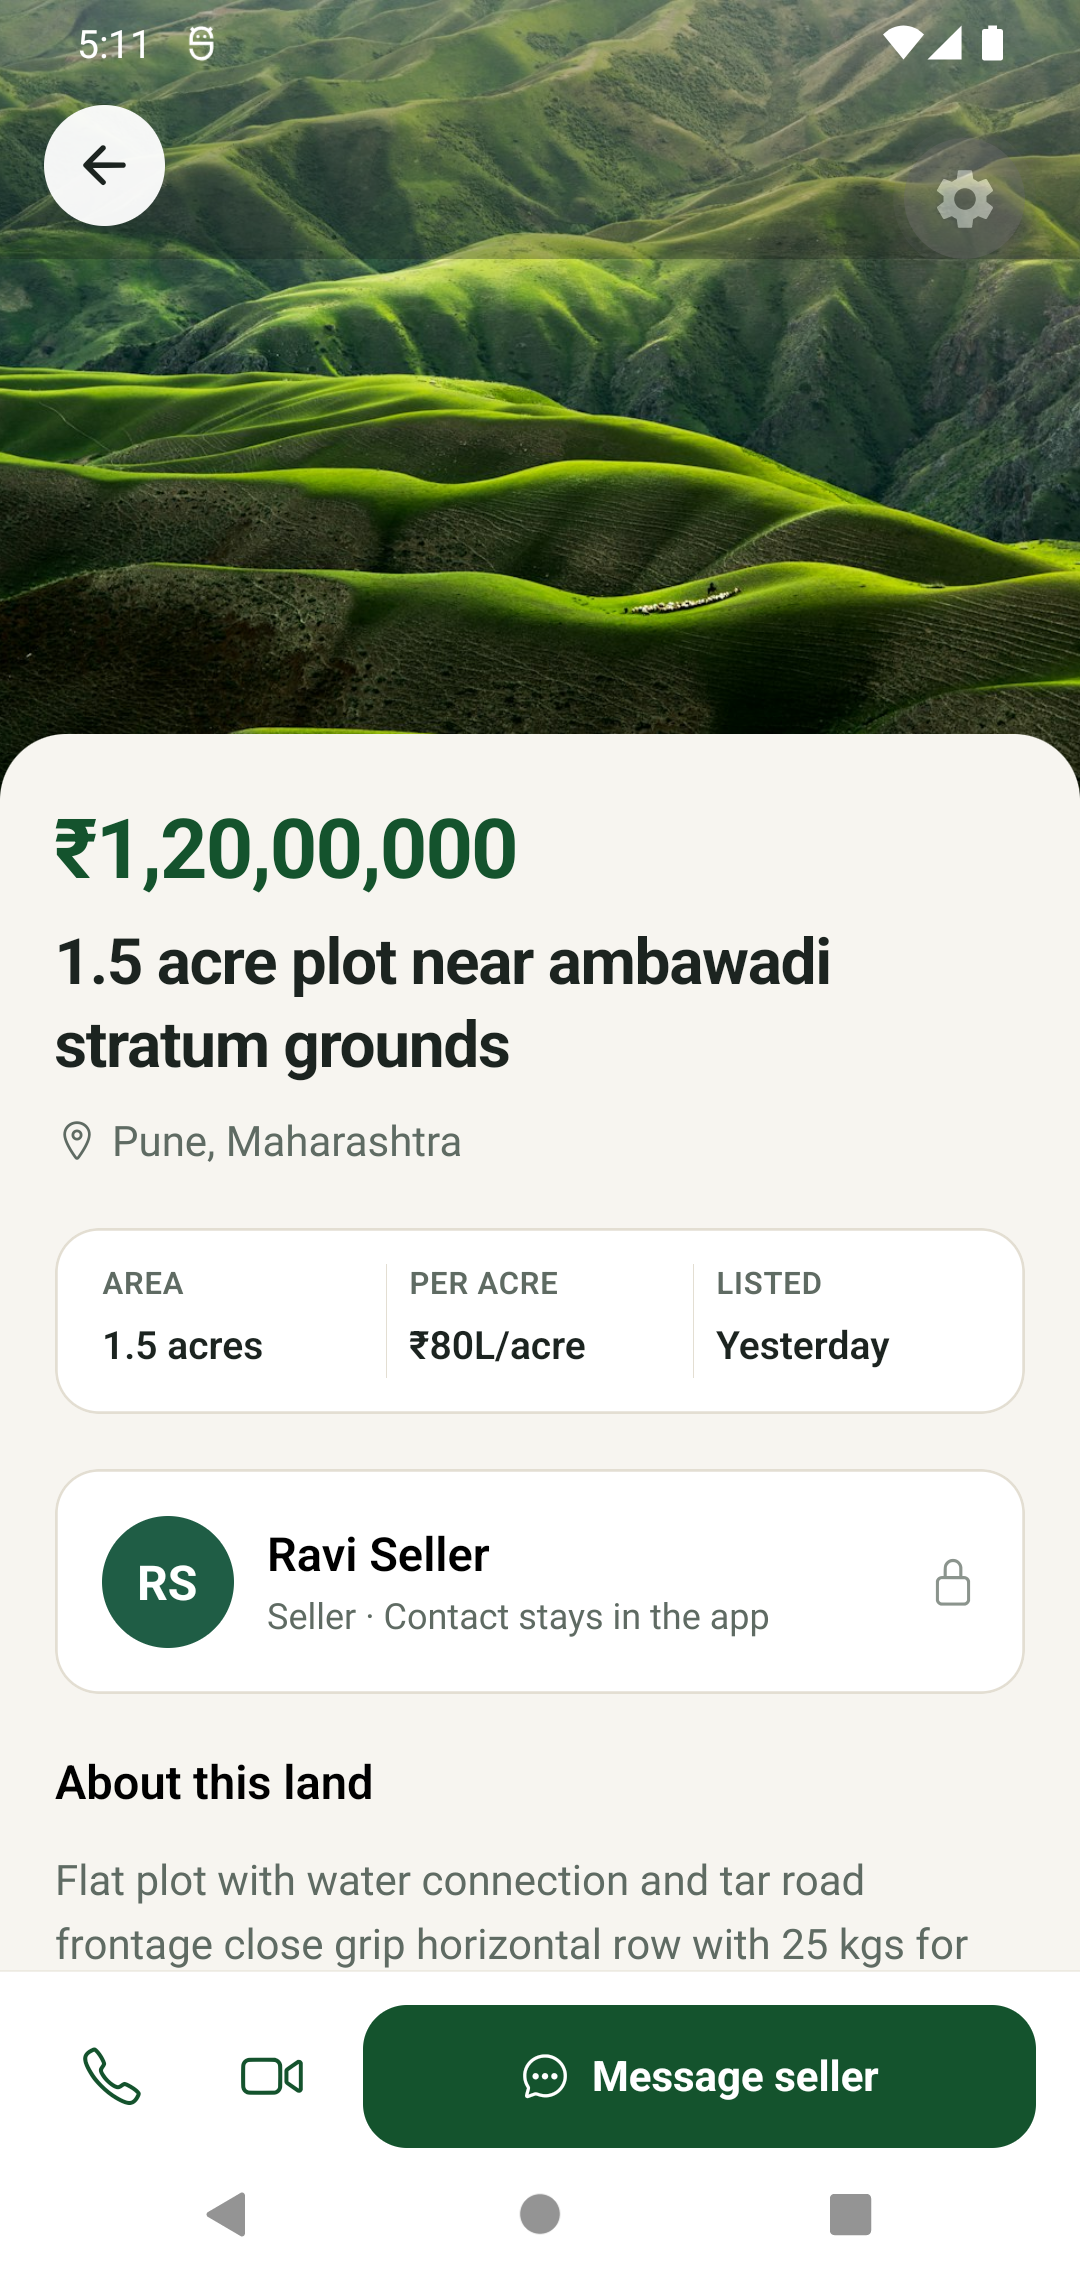 5:11
₹1,20,00,000
1.5 acre plot near ambawadi
stratum grounds
Pune, Maharashtra
AREA
1.5 acres
PER ACRE
₹80L/acre
LISTED
Yesterday
RS
Ravi Seller
Seller · Contact stays in the app
About this land
Flat plot with water connection and tar road
frontage close grip horizontal row with 25 kgs for
Message seller